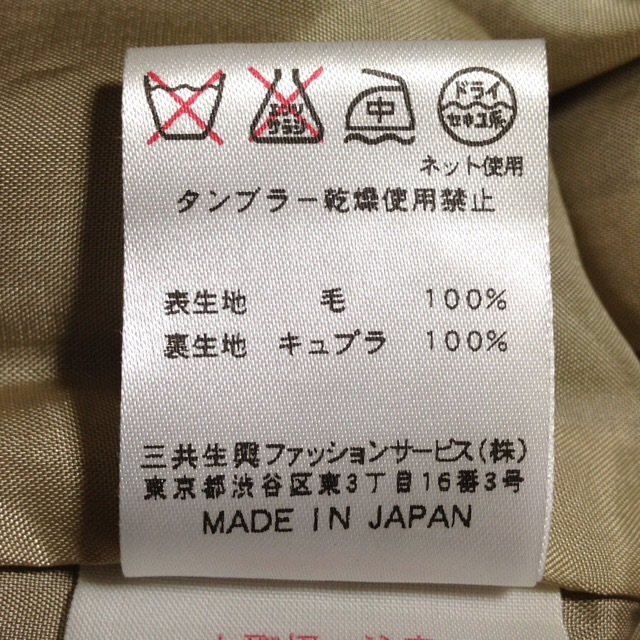 エンソ
サラシ
中
ドライ
セキユ系
ネット使用
タンブラー乾燥使用禁止
表生地 毛 100%
裏生地 キュプラ 100%
三共生興ファッションサービス(株)
東京都渋谷区東3丁目16番3号
MADE IN JAPAN